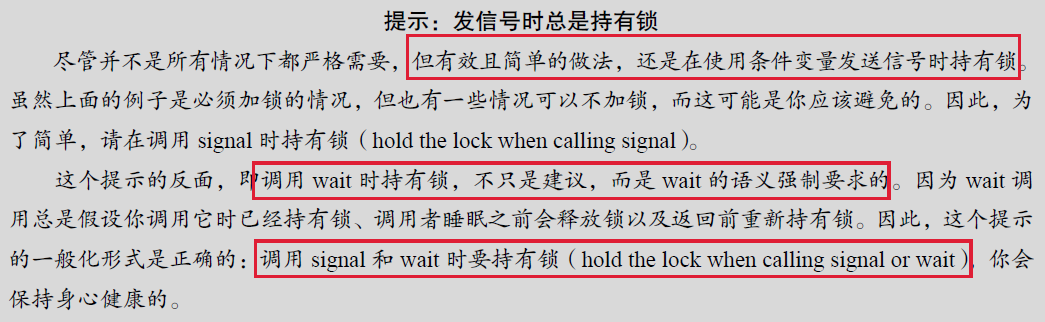 提示：发信号时总是持有锁
尽管并不是所有情况下都严格需要，但有效且简单的做法，还是在使用条件变量发送信号时持有锁。
虽然上面的例子是必须加锁的情况，但也有一些情况可以不加锁，而这可能是你应该避免的。因此，为
了简单，请在调用 signal 时持有锁（hold the lock when calling signal）。
这个提示的反面，即调用 wait 时持有锁，不只是建议，而是 wait 的语义强制要求的。因为 wait 调
用总是假设你调用它时已经持有锁、调用者睡眠之前会释放锁以及返回前重新持有锁。因此，这个提示
的一般化形式是正确的：调用 signal 和 wait 时要持有锁（hold the lock when calling signal or wait），你会
保持身心健康的。